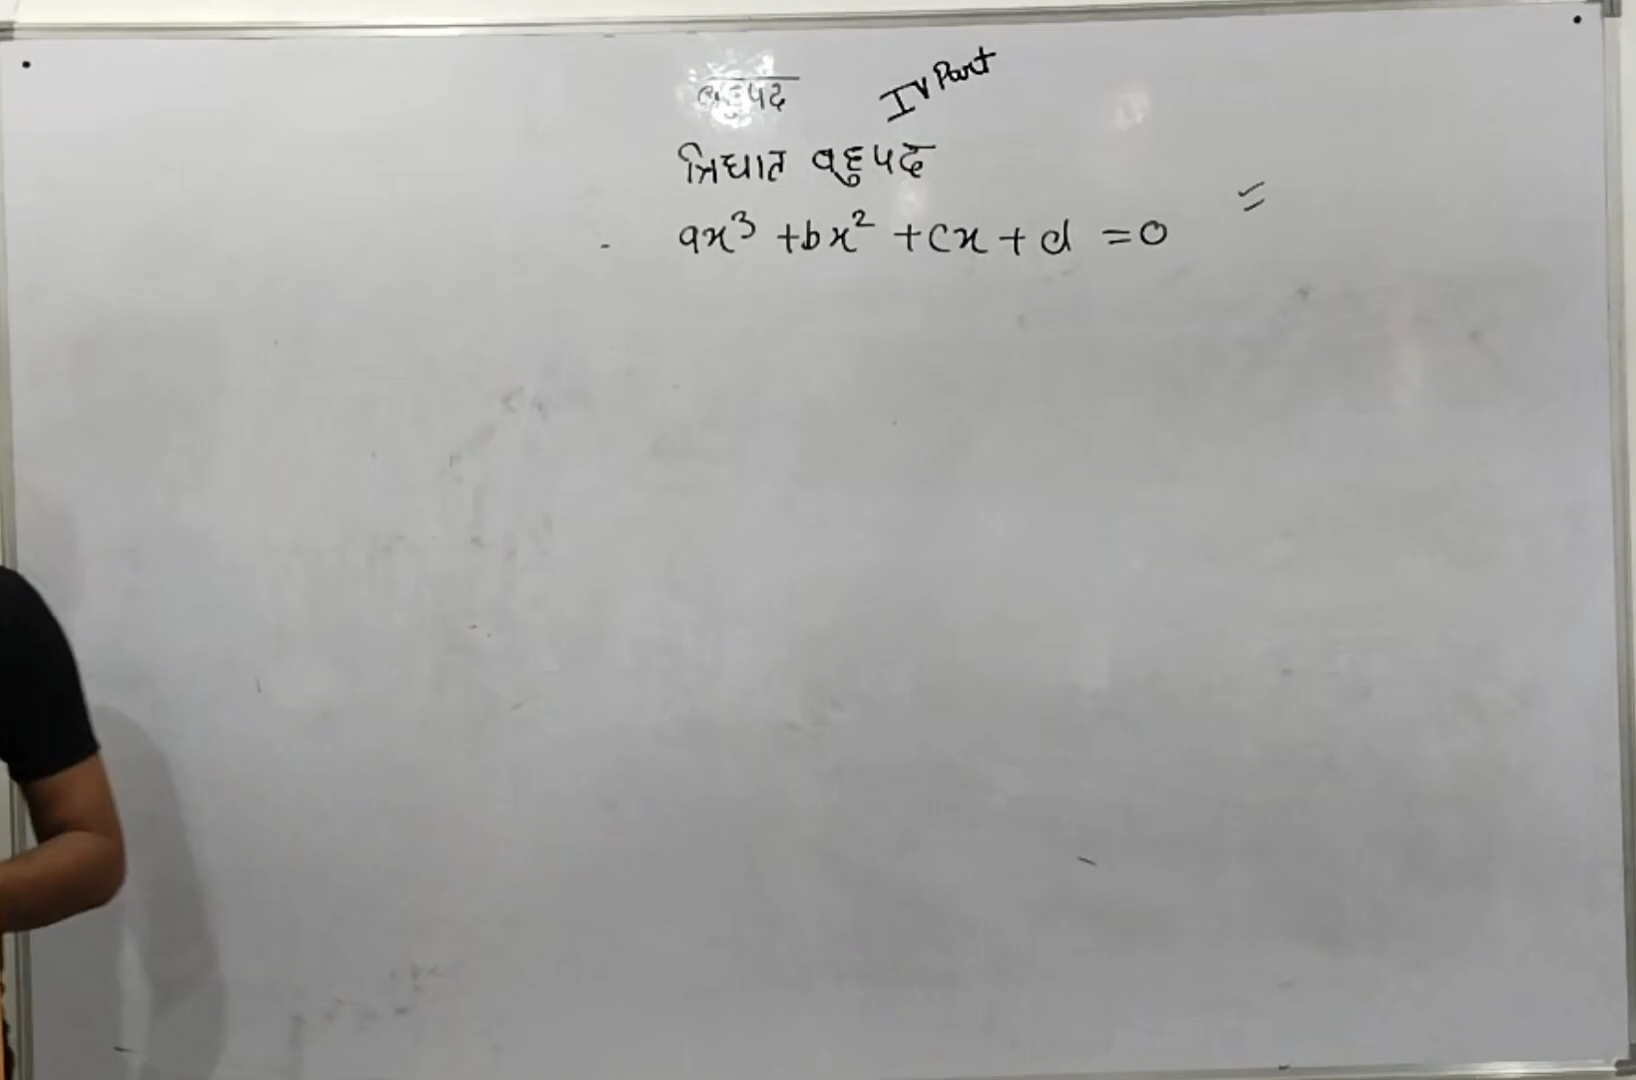 बहुपद IV Part
त्रिघात बहुपद
ax³ + bx² + cx + d = 0 =